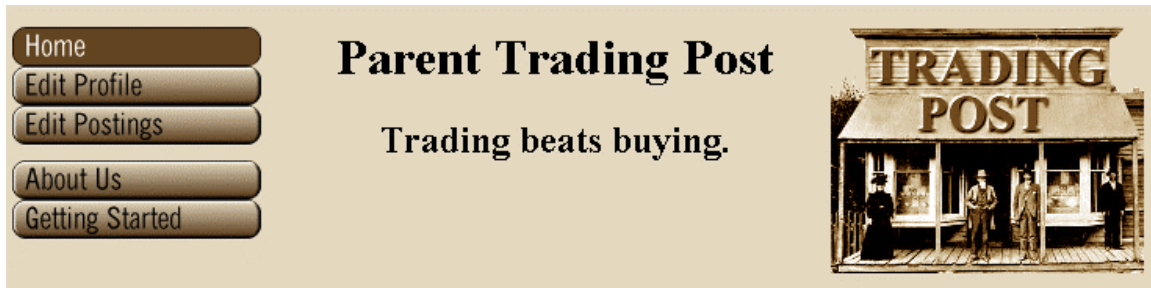 Home
Edit Profile
Edit Postings
About Us
Getting Started
Parent Trading Post
Trading beats buying.
TRADING
POST